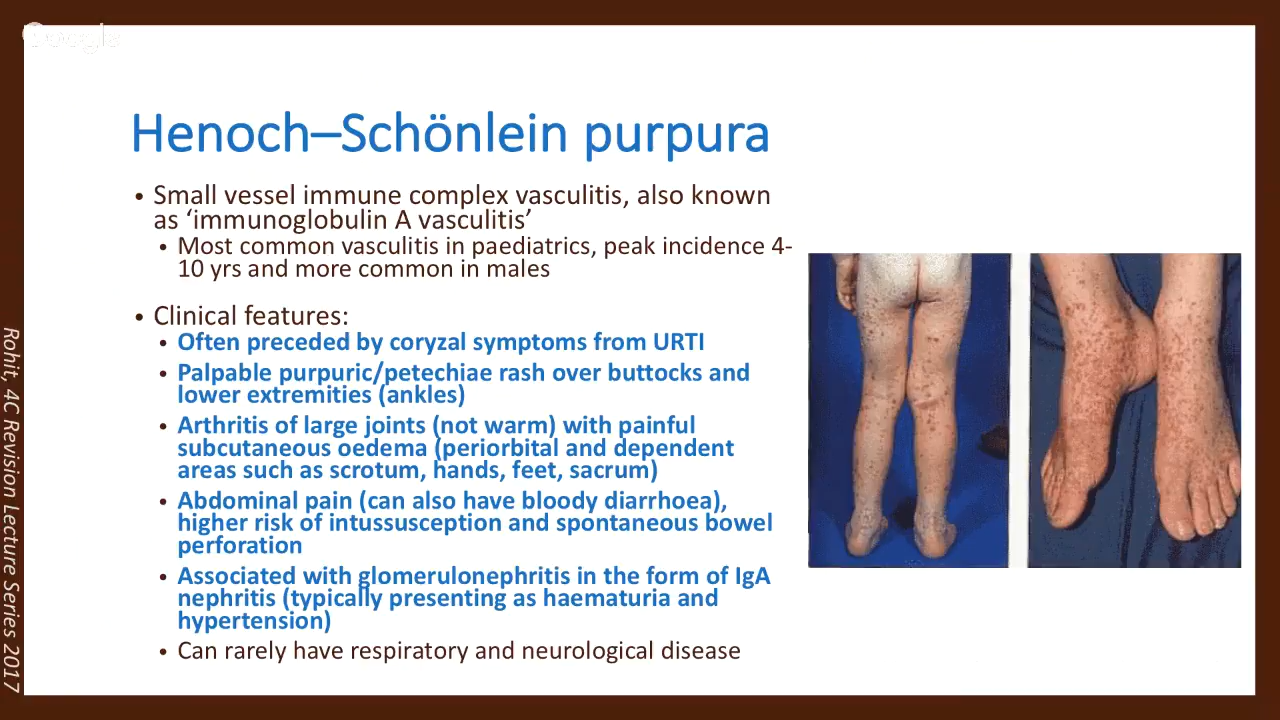 Google
Henoch–Schönlein purpura
• Small vessel immune complex vasculitis, also known
as ‘immunoglobulin A vasculitis’
• Most common vasculitis in paediatrics, peak incidence 4-
10 yrs and more common in males
• Clinical features:
• Often preceded by coryzal symptoms from URTI
• Palpable purpuric/petechiae rash over buttocks and
lower extremities (ankles)
• Arthritis of large joints (not warm) with painful
subcutaneous oedema (periorbital and dependent
areas such as scrotum, hands, feet, sacrum)
• Abdominal pain (can also have bloody diarrhoea),
higher risk of intussusception and spontaneous bowel
perforation
• Associated with glomerulonephritis in the form of IgA
nephritis (typically presenting as haematuria and
hypertension)
• Can rarely have respiratory and neurological disease
Rohit, 4C Revision Lecture Series 2017